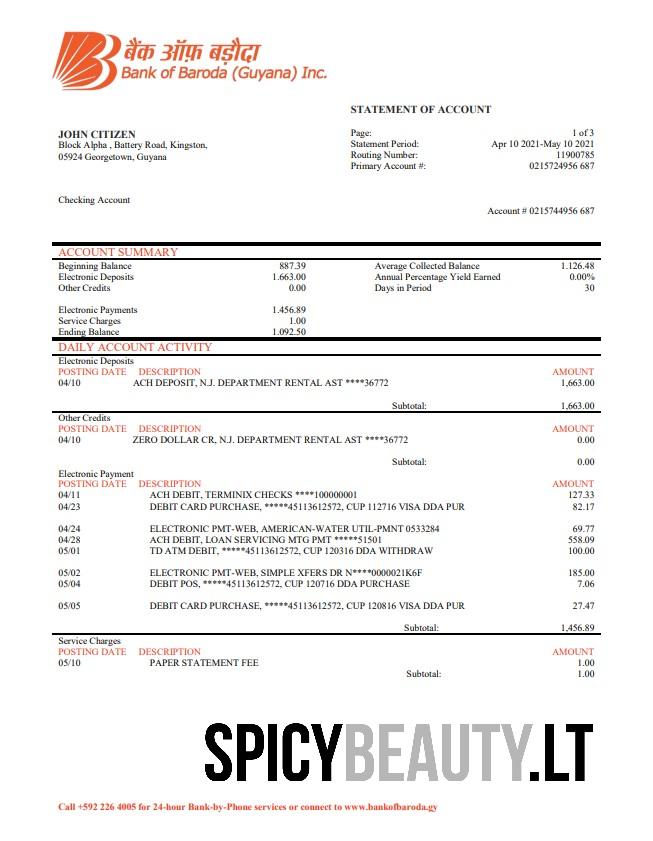 बैंक ऑफ़ बड़ौदा
Bank of Baroda (Guyana) Inc.
STATEMENT OF ACCOUNT
JOHN CITIZEN
Block Alpha , Battery Road, Kingston,
05924 Georgetown, Guyana
Page: 1 of 3
Statement Period: Apr 10 2021-May 10 2021
Routing Number: 11900785
Primary Account #: 0215724956 687
Checking Account
Account # 0215744956 687
ACCOUNT SUMMARY
Beginning Balance 887.39 Average Collected Balance 1.126.48
Electronic Deposits 1.663.00 Annual Percentage Yield Earned 0.00%
Other Credits 0.00 Days in Period 30
Electronic Payments 1.456.89
Service Charges 1.00
Ending Balance 1.092.50
DAILY ACCOUNT ACTIVITY
Electronic Deposits
POSTING DATE DESCRIPTION AMOUNT
04/10 ACH DEPOSIT, N.J. DEPARTMENT RENTAL AST ****36772 1,663.00
Subtotal: 1,663.00
Other Credits
POSTING DATE DESCRIPTION AMOUNT
04/10 ZERO DOLLAR CR, N.J. DEPARTMENT RENTAL AST ****36772 0.00
Subtotal: 0.00
Electronic Payment
POSTING DATE DESCRIPTION AMOUNT
04/11 ACH DEBIT, TERMINIX CHECKS ****100000001 127.33
04/23 DEBIT CARD PURCHASE, *****45113612572, CUP 112716 VISA DDA PUR 82.17
04/24 ELECTRONIC PMT-WEB, AMERICAN-WATER UTIL-PMNT 0533284 69.77
04/28 ACH DEBIT, LOAN SERVICING MTG PMT *****51501 558.09
05/01 TD ATM DEBIT, *****45113612572, CUP 120316 DDA WITHDRAW 100.00
05/02 ELECTRONIC PMT-WEB, SIMPLE XFERS DR N****0000021K6F 185.00
05/04 DEBIT POS, *****45113612572, CUP 120716 DDA PURCHASE 7.06
05/05 DEBIT CARD PURCHASE, *****45113612572, CUP 120816 VISA DDA PUR 27.47
Subtotal: 1,456.89
Service Charges
POSTING DATE DESCRIPTION AMOUNT
05/10 PAPER STATEMENT FEE 1.00
Subtotal: 1.00
SPICYBEAUTY.LT
Call +592 226 4005 for 24-hour Bank-by-Phone services or connect to www.bankofbaroda.gy